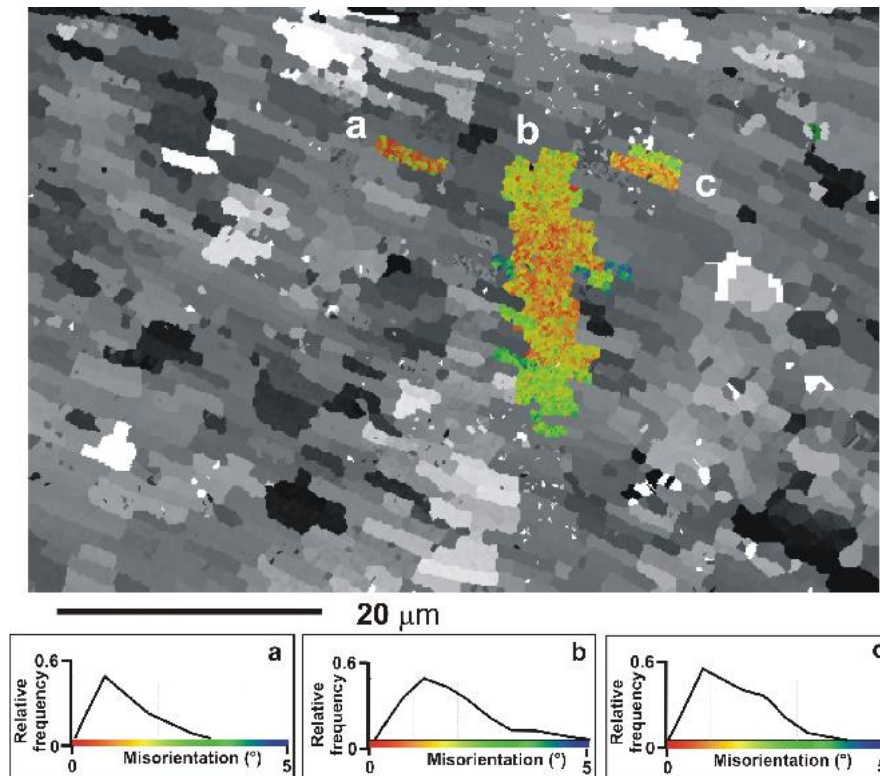 a
b
c
20 μm
a
0.6
Relative
frequency
0
0
Misorientation (°)
5
b
0.6
Relative
frequency
0
0
Misorientation (°)
5
0.6
Relative
frequency
0
0
Misorientation (°)
5